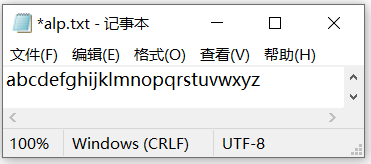 *alp.txt - 记事本
文件(F) 编辑(E) 格式(O) 查看(V) 帮助(H)
abcdefghijklmnopqrstuvwxyz
100% Windows (CRLF) UTF-8